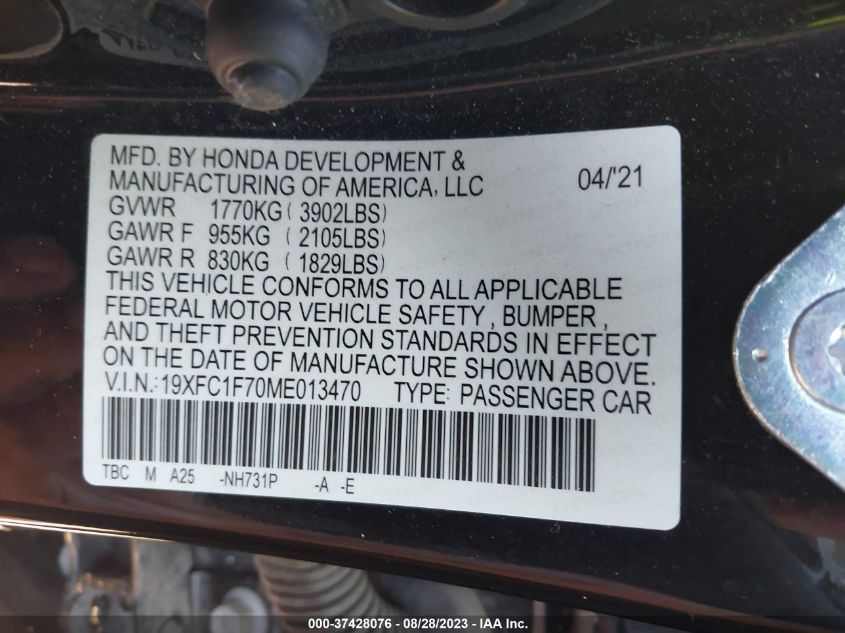 MFD. BY HONDA DEVELOPMENT &
MANUFACTURING OF AMERICA, LLC 04/'21
GVWR 1770KG ( 3902LBS)
GAWR F 955KG ( 2105LBS)
GAWR R 830KG ( 1829LBS)
THIS VEHICLE CONFORMS TO ALL APPLICABLE
FEDERAL MOTOR VEHICLE SAFETY, BUMPER,
AND THEFT PREVENTION STANDARDS IN EFFECT
ON THE DATE OF MANUFACTURE SHOWN ABOVE.
V.I.N.: 19XFC1F70ME013470 TYPE: PASSENGER CAR
TBC M A25 -NH731P -A -E
000-37428076 / 08/28/2023 / IAA Inc.